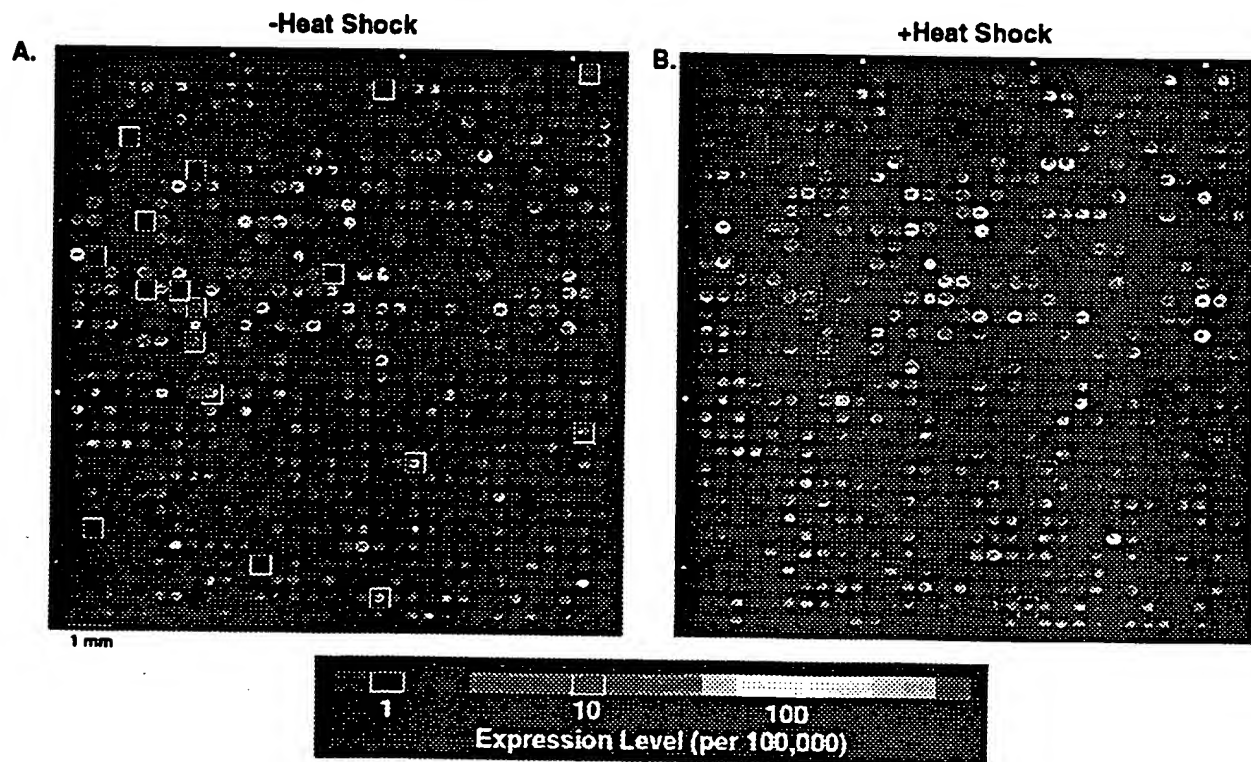 -Heat Shock
+Heat Shock
A.
B.
1 mm
1
10
100
Expression Level (per 100,000)